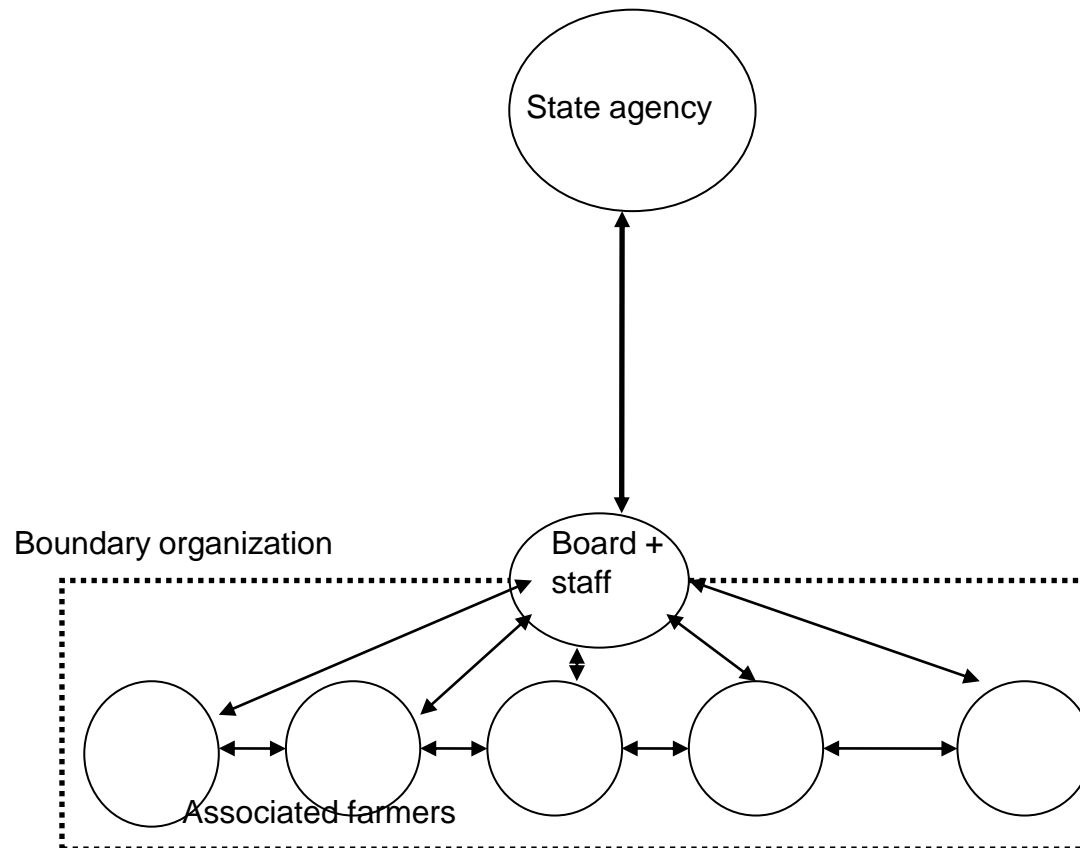 State agency
Boundary organization
Board +
staff
Associated farmers